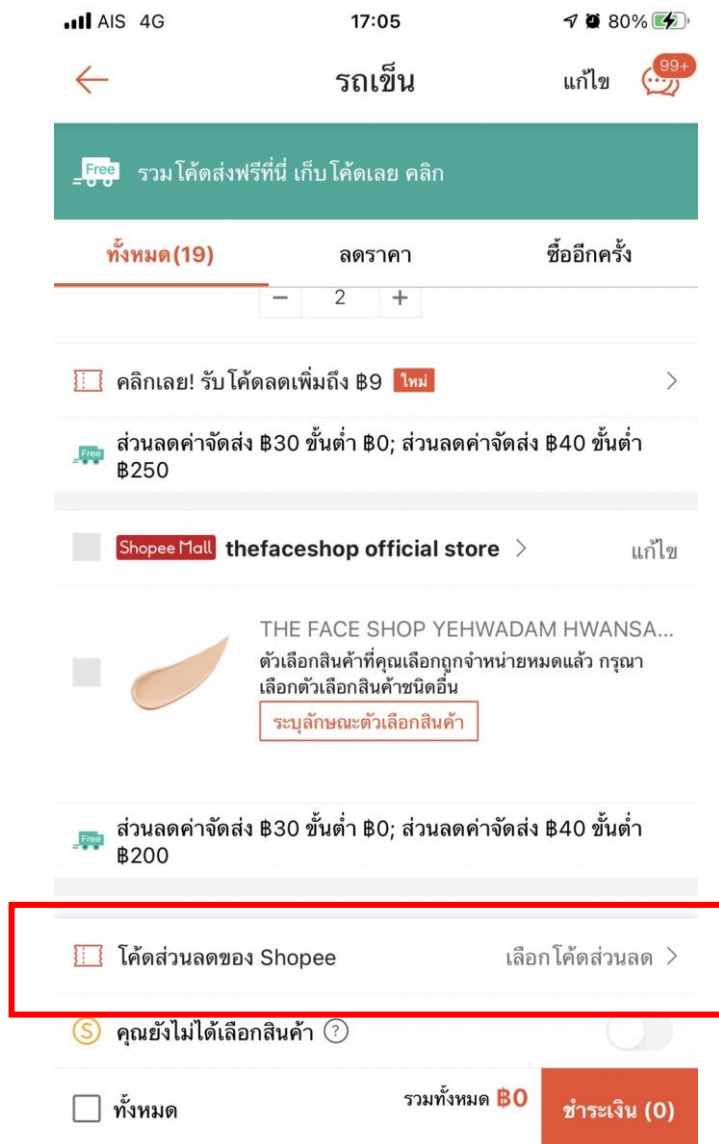 AIS 4G 17:05 80%
รถเข็น แก้ไข 99+
Free รวมโค้ดส่งฟรีที่นี่ เก็บโค้ดเลย คลิก
ทั้งหมด(19) ลดราคา ซื้ออีกครั้ง
− 2 +
คลิกเลย! รับโค้ดลดเพิ่มถึง ฿9 ใหม่ >
Free ส่วนลดค่าจัดส่ง ฿30 ขั้นต่ำ ฿0; ส่วนลดค่าจัดส่ง ฿40 ขั้นต่ำ
฿250
Shopee Mall thefaceshop official store > แก้ไข
THE FACE SHOP YEHWADAM HWANSA...
ตัวเลือกสินค้าที่คุณเลือกถูกจำหน่ายหมดแล้ว กรุณา
เลือกตัวเลือกสินค้าชนิดอื่น
ระบุลักษณะตัวเลือกสินค้า
Free ส่วนลดค่าจัดส่ง ฿30 ขั้นต่ำ ฿0; ส่วนลดค่าจัดส่ง ฿40 ขั้นต่ำ
฿200
โค้ดส่วนลดของ Shopee เลือกโค้ดส่วนลด >
S คุณยังไม่ได้เลือกสินค้า ?
ทั้งหมด รวมทั้งหมด ฿0 ชำระเงิน (0)